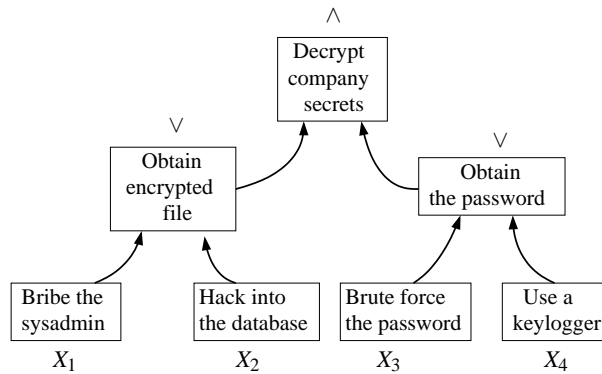 ∧
Decrypt
company
secrets
∨
Obtain
encrypted
file
∨
Obtain
the password
Bribe the
sysadmin
Hack into
the database
Brute force
the password
Use a
keylogger
X1
X2
X3
X4